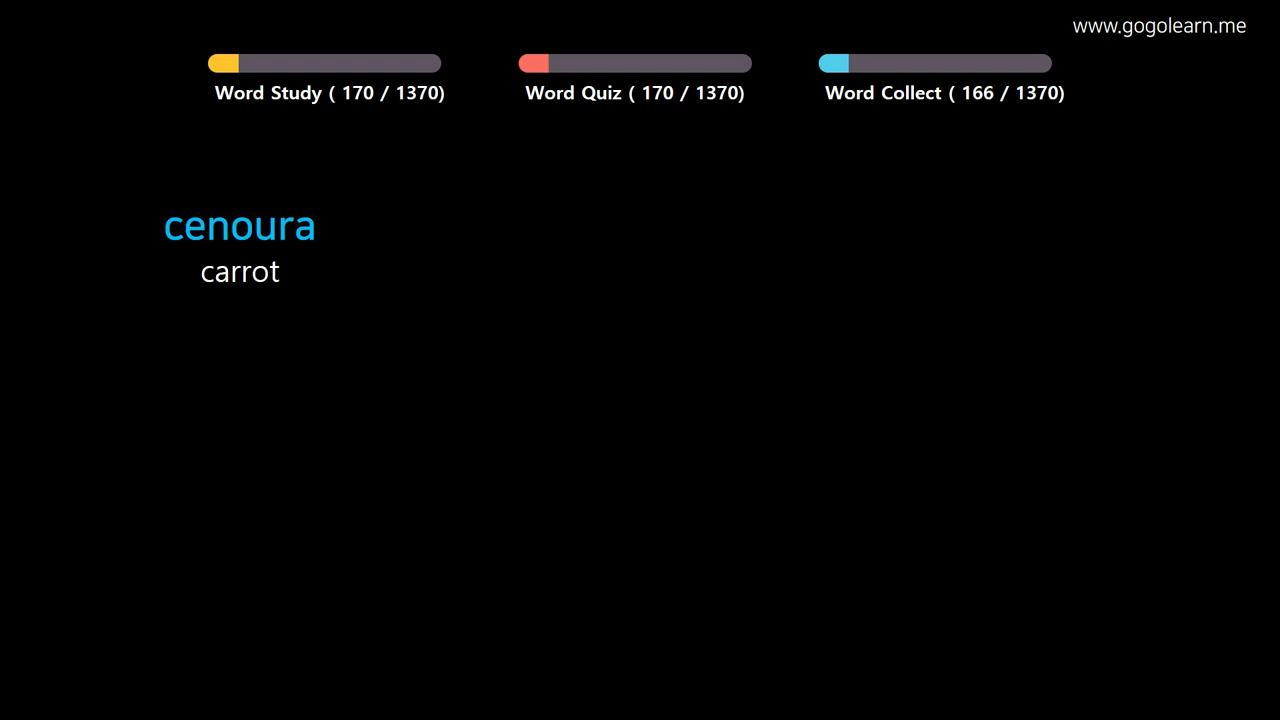 www.gogolearn.me
Word Study ( 170 / 1370)
Word Quiz ( 170 / 1370)
Word Collect ( 166 / 1370)
cenoura
carrot